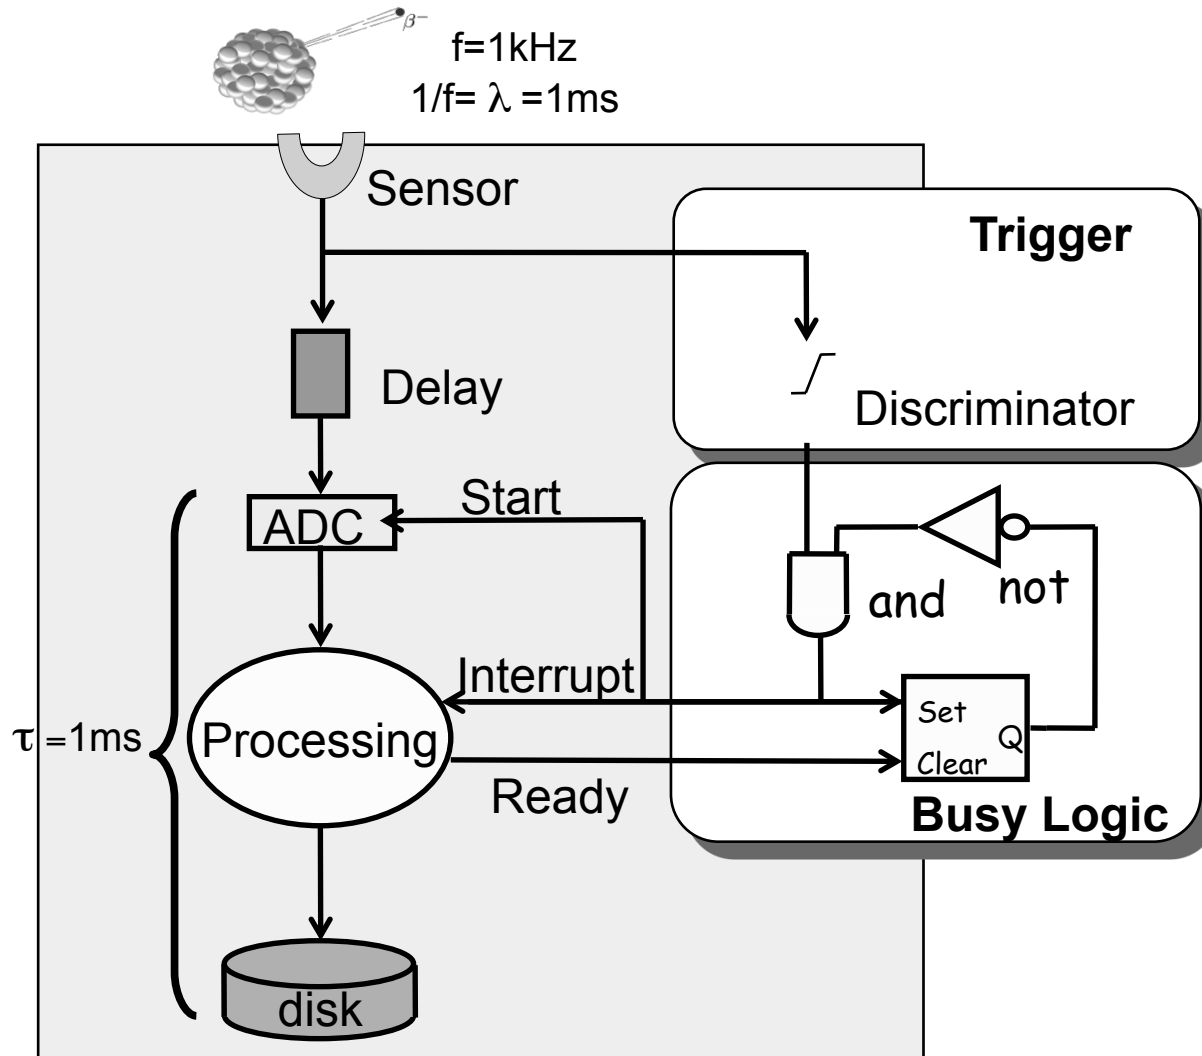 β⁻
f=1kHz
1/f= λ =1ms
Sensor
Trigger
Delay
Discriminator
Start
ADC
and
not
Interrupt
Set
τ =1ms
Processing
Q
Clear
Ready
Busy Logic
disk